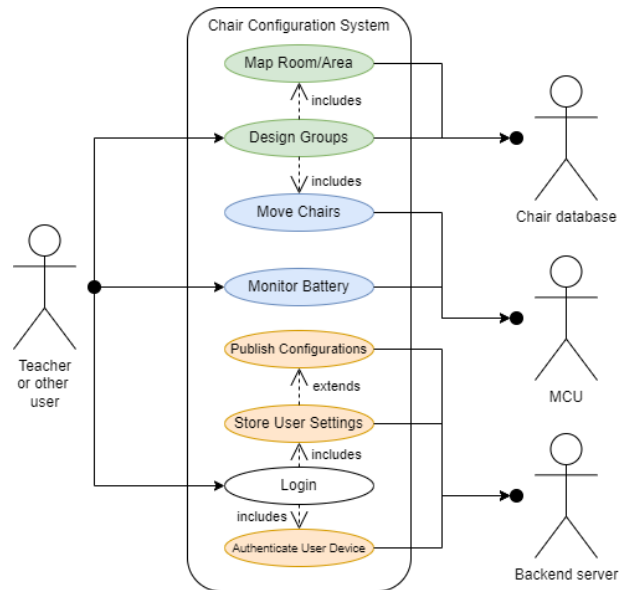 Chair Configuration System
Map Room/Area
includes
Design Groups
includes
Move Chairs
Chair database
Monitor Battery
Teacher
or other
user
Publish Configurations
MCU
extends
Store User Settings
includes
Login
includes
Authenticate User Device
Backend server